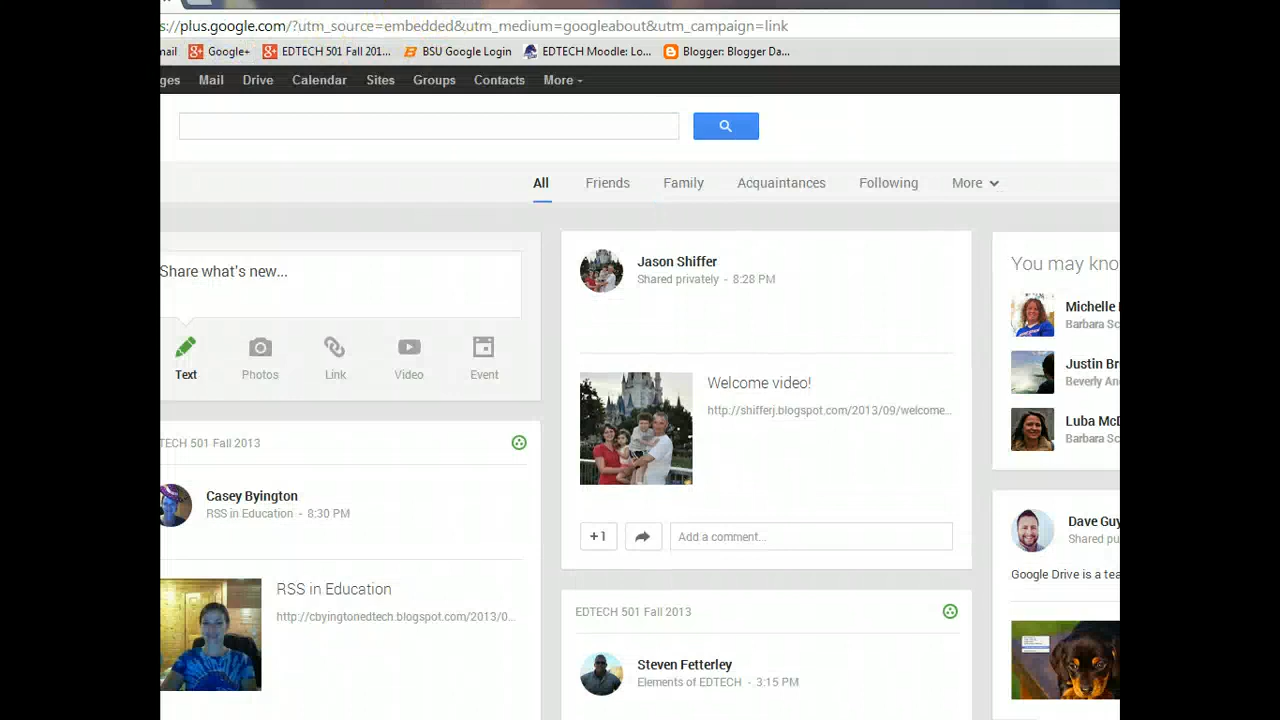 s://plus.google.com/?utm_source=embedded&utm_medium=googleabout&utm_campaign=link
nail Google+ EDTECH 501 Fall 201... BSU Google Login EDTECH Moodle: Lo... Blogger: Blogger Da...
ges Mail Drive Calendar Sites Groups Contacts More
All Friends Family Acquaintances Following More
Share what's new...
Text Photos Link Video Event
TECH 501 Fall 2013
Casey Byington
RSS in Education - 8:30 PM
RSS in Education
http://cbyingtonedtech.blogspot.com/2013/0...
Jason Shiffer
Shared privately - 8:28 PM
Welcome video!
http://shifferj.blogspot.com/2013/09/welcome...
+1 Add a comment...
EDTECH 501 Fall 2013
Steven Fetterley
Elements of EDTECH - 3:15 PM
You may kno
Michelle
Barbara Sc
Justin Br
Beverly An
Luba McD
Barbara Sc
Dave Guy
Shared pu
Google Drive is a tea